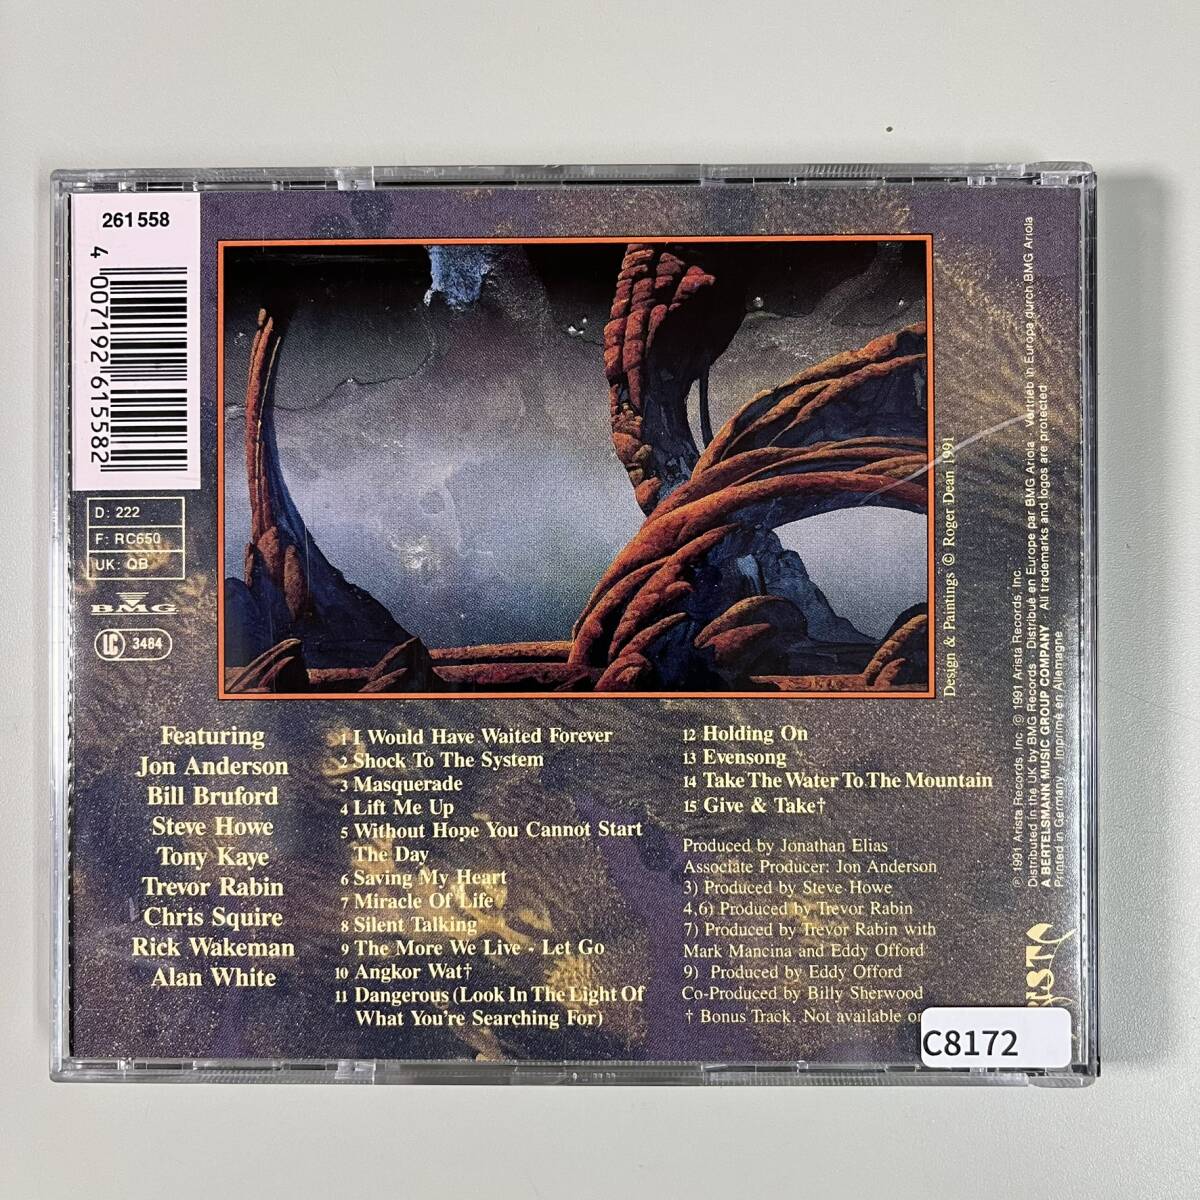 261 558
4 007192 615582
D: 222
F: RC650
UK: QB
BMG
LC 3484
Featuring
Jon Anderson
Bill Bruford
Steve Howe
Tony Kaye
Trevor Rabin
Chris Squire
Rick Wakeman
Alan White
1 I Would Have Waited Forever
2 Shock To The System
3 Masquerade
4 Lift Me Up
5 Without Hope You Cannot Start
The Day
6 Saving My Heart
7 Miracle Of Life
8 Silent Talking
9 The More We Live - Let Go
10 Angkor Wat†
11 Dangerous (Look In The Light Of
What You're Searching For)
12 Holding On
13 Evensong
14 Take The Water To The Mountain
15 Give & Take†
Produced by Jonathan Elias
Associate Producer: Jon Anderson
3) Produced by Steve Howe
4,6) Produced by Trevor Rabin
7) Produced by Trevor Rabin with
Mark Mancina and Eddy Offord
9) Produced by Eddy Offord
Co-Produced by Billy Sherwood
† Bonus Track. Not available
Design & Paintings © Roger Dean 1991
℗ 1991 Arista Records, Inc. © 1991 Arista Records, Inc.
Distributed in the UK by BMG Records · Distribué en Europe par BMG Ariola Vertrieb in Europa durch BMG Ariola
A BERTELSMANN MUSIC GROUP COMPANY All trademarks and logos are protected
Printed in Germany Imprimé en Allemagne
C8172